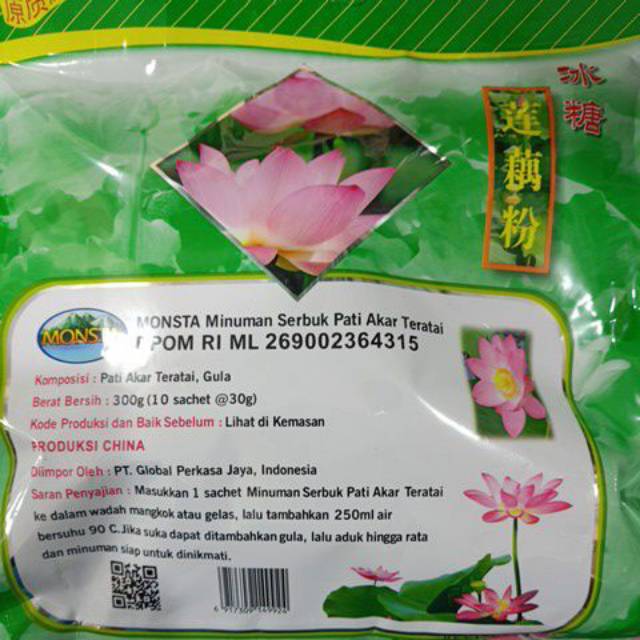 原质
冰糖
莲藕粉
MONSTA Minuman Serbuk Pati Akar Teratai
POM RI ML 269002364315
Komposisi : Pati Akar Teratai, Gula
Berat Bersih : 300g (10 sachet @30g)
Kode Produksi dan Baik Sebelum : Lihat di Kemasan
PRODUKSI CHINA
Diimpor Oleh : PT. Global Perkasa Jaya, Indonesia
Saran Penyajian : Masukkan 1 sachet Minuman Serbuk Pati Akar Teratai
ke dalam wadah mangkok atau gelas, lalu tambahkan 250ml air
bersuhu 90 C.Jika suka dapat ditambahkan gula, lalu aduk hingga rata
dan minuman siap untuk dinikmati.